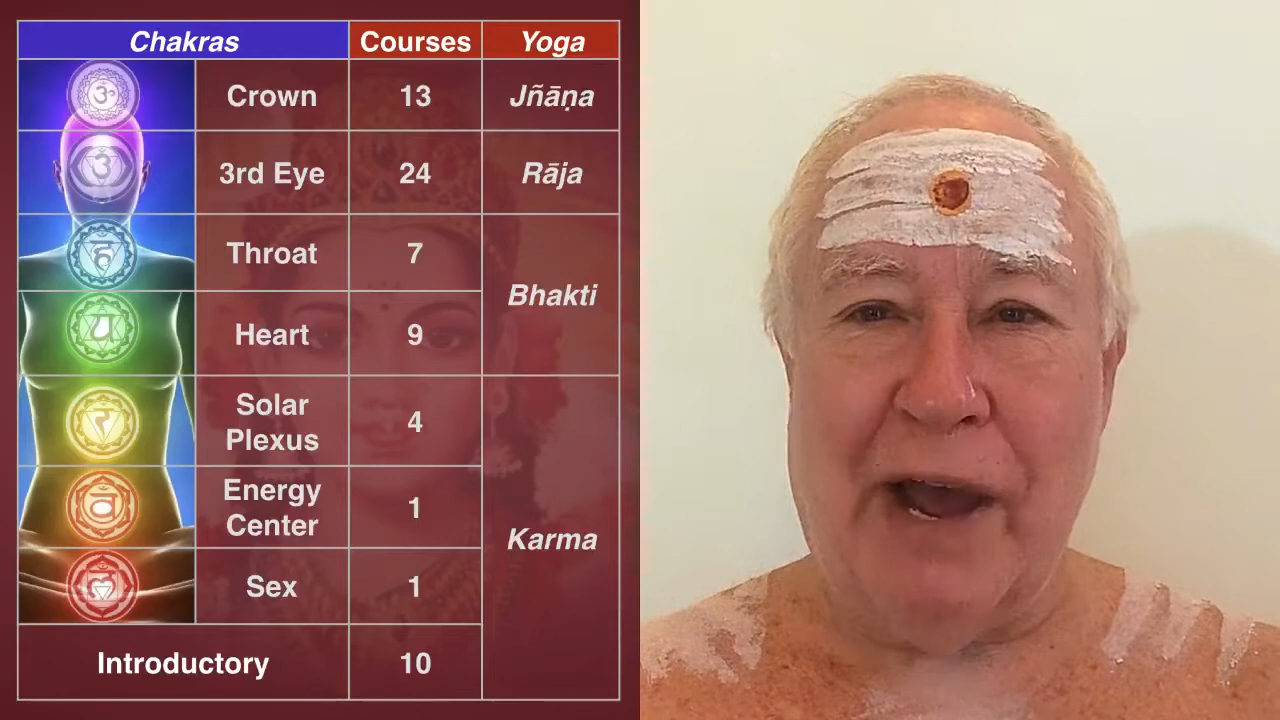 Chakras Courses Yoga
Crown 13 Jñāṇa
3rd Eye 24 Rāja
Throat 7
Bhakti
Heart 9
Solar
Plexus
4
Energy
Center
1
Karma
Sex 1
Introductory 10
ॐ
ॐ
हं
यं
रं
वं
लं